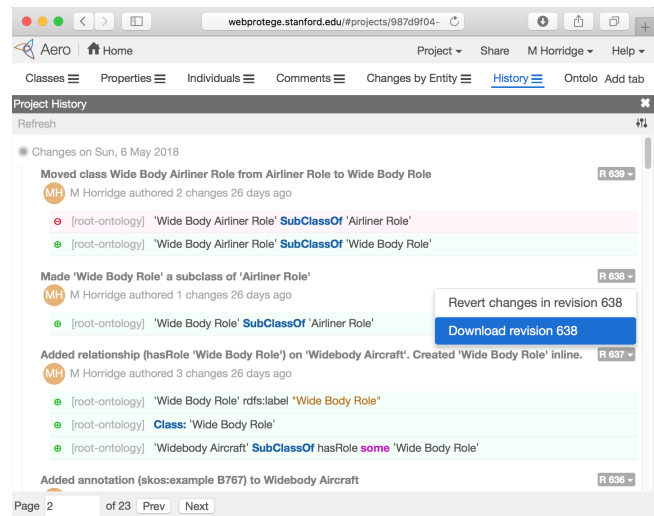 webprotege.stanford.edu/#projects/987d9f04-
Aero Home Project Share M Horridge Help
Classes Properties Individuals Comments Changes by Entity History Ontolo Add tab
Project History
Refresh
Changes on Sun, 6 May 2018
Moved class Wide Body Airliner Role from Airliner Role to Wide Body Role R 639
MH M Horridge authored 2 changes 26 days ago
[root-ontology] 'Wide Body Airliner Role' SubClassOf 'Airliner Role'
[root-ontology] 'Wide Body Airliner Role' SubClassOf 'Wide Body Role'
Made 'Wide Body Role' a subclass of 'Airliner Role' R 638
MH M Horridge authored 1 changes 26 days ago
Revert changes in revision 638
[root-ontology] 'Wide Body Role' SubClassOf 'Airliner Role'
Download revision 638
Added relationship (hasRole 'Wide Body Role') on 'Widebody Aircraft'. Created 'Wide Body Role' inline. R 637
MH M Horridge authored 3 changes 26 days ago
[root-ontology] 'Wide Body Role' rdfs:label "Wide Body Role"
[root-ontology] Class: 'Wide Body Role'
[root-ontology] 'Widebody Aircraft' SubClassOf hasRole some 'Wide Body Role'
Added annotation (skos:example B767) to Widebody Aircraft R 636
Page 2 of 23 Prev Next